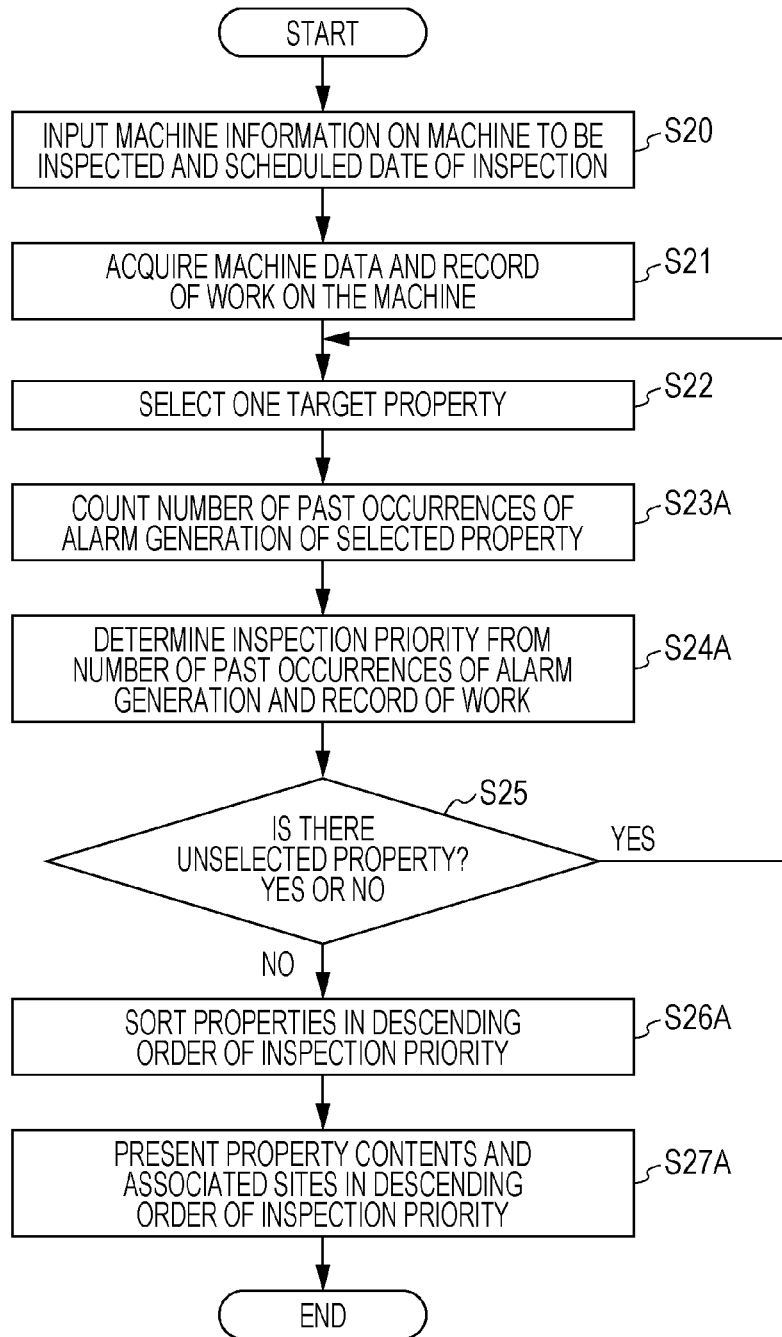 START
INPUT MACHINE INFORMATION ON MACHINE TO BE
INSPECTED AND SCHEDULED DATE OF INSPECTION
S20
ACQUIRE MACHINE DATA AND RECORD
OF WORK ON THE MACHINE
S21
SELECT ONE TARGET PROPERTY
S22
COUNT NUMBER OF PAST OCCURRENCES OF
ALARM GENERATION OF SELECTED PROPERTY
S23A
DETERMINE INSPECTION PRIORITY FROM
NUMBER OF PAST OCCURRENCES OF ALARM
GENERATION AND RECORD OF WORK
S24A
S25
IS THERE
UNSELECTED PROPERTY?
YES OR NO
YES
NO
SORT PROPERTIES IN DESCENDING
ORDER OF INSPECTION PRIORITY
S26A
PRESENT PROPERTY CONTENTS AND
ASSOCIATED SITES IN DESCENDING
ORDER OF INSPECTION PRIORITY
S27A
END